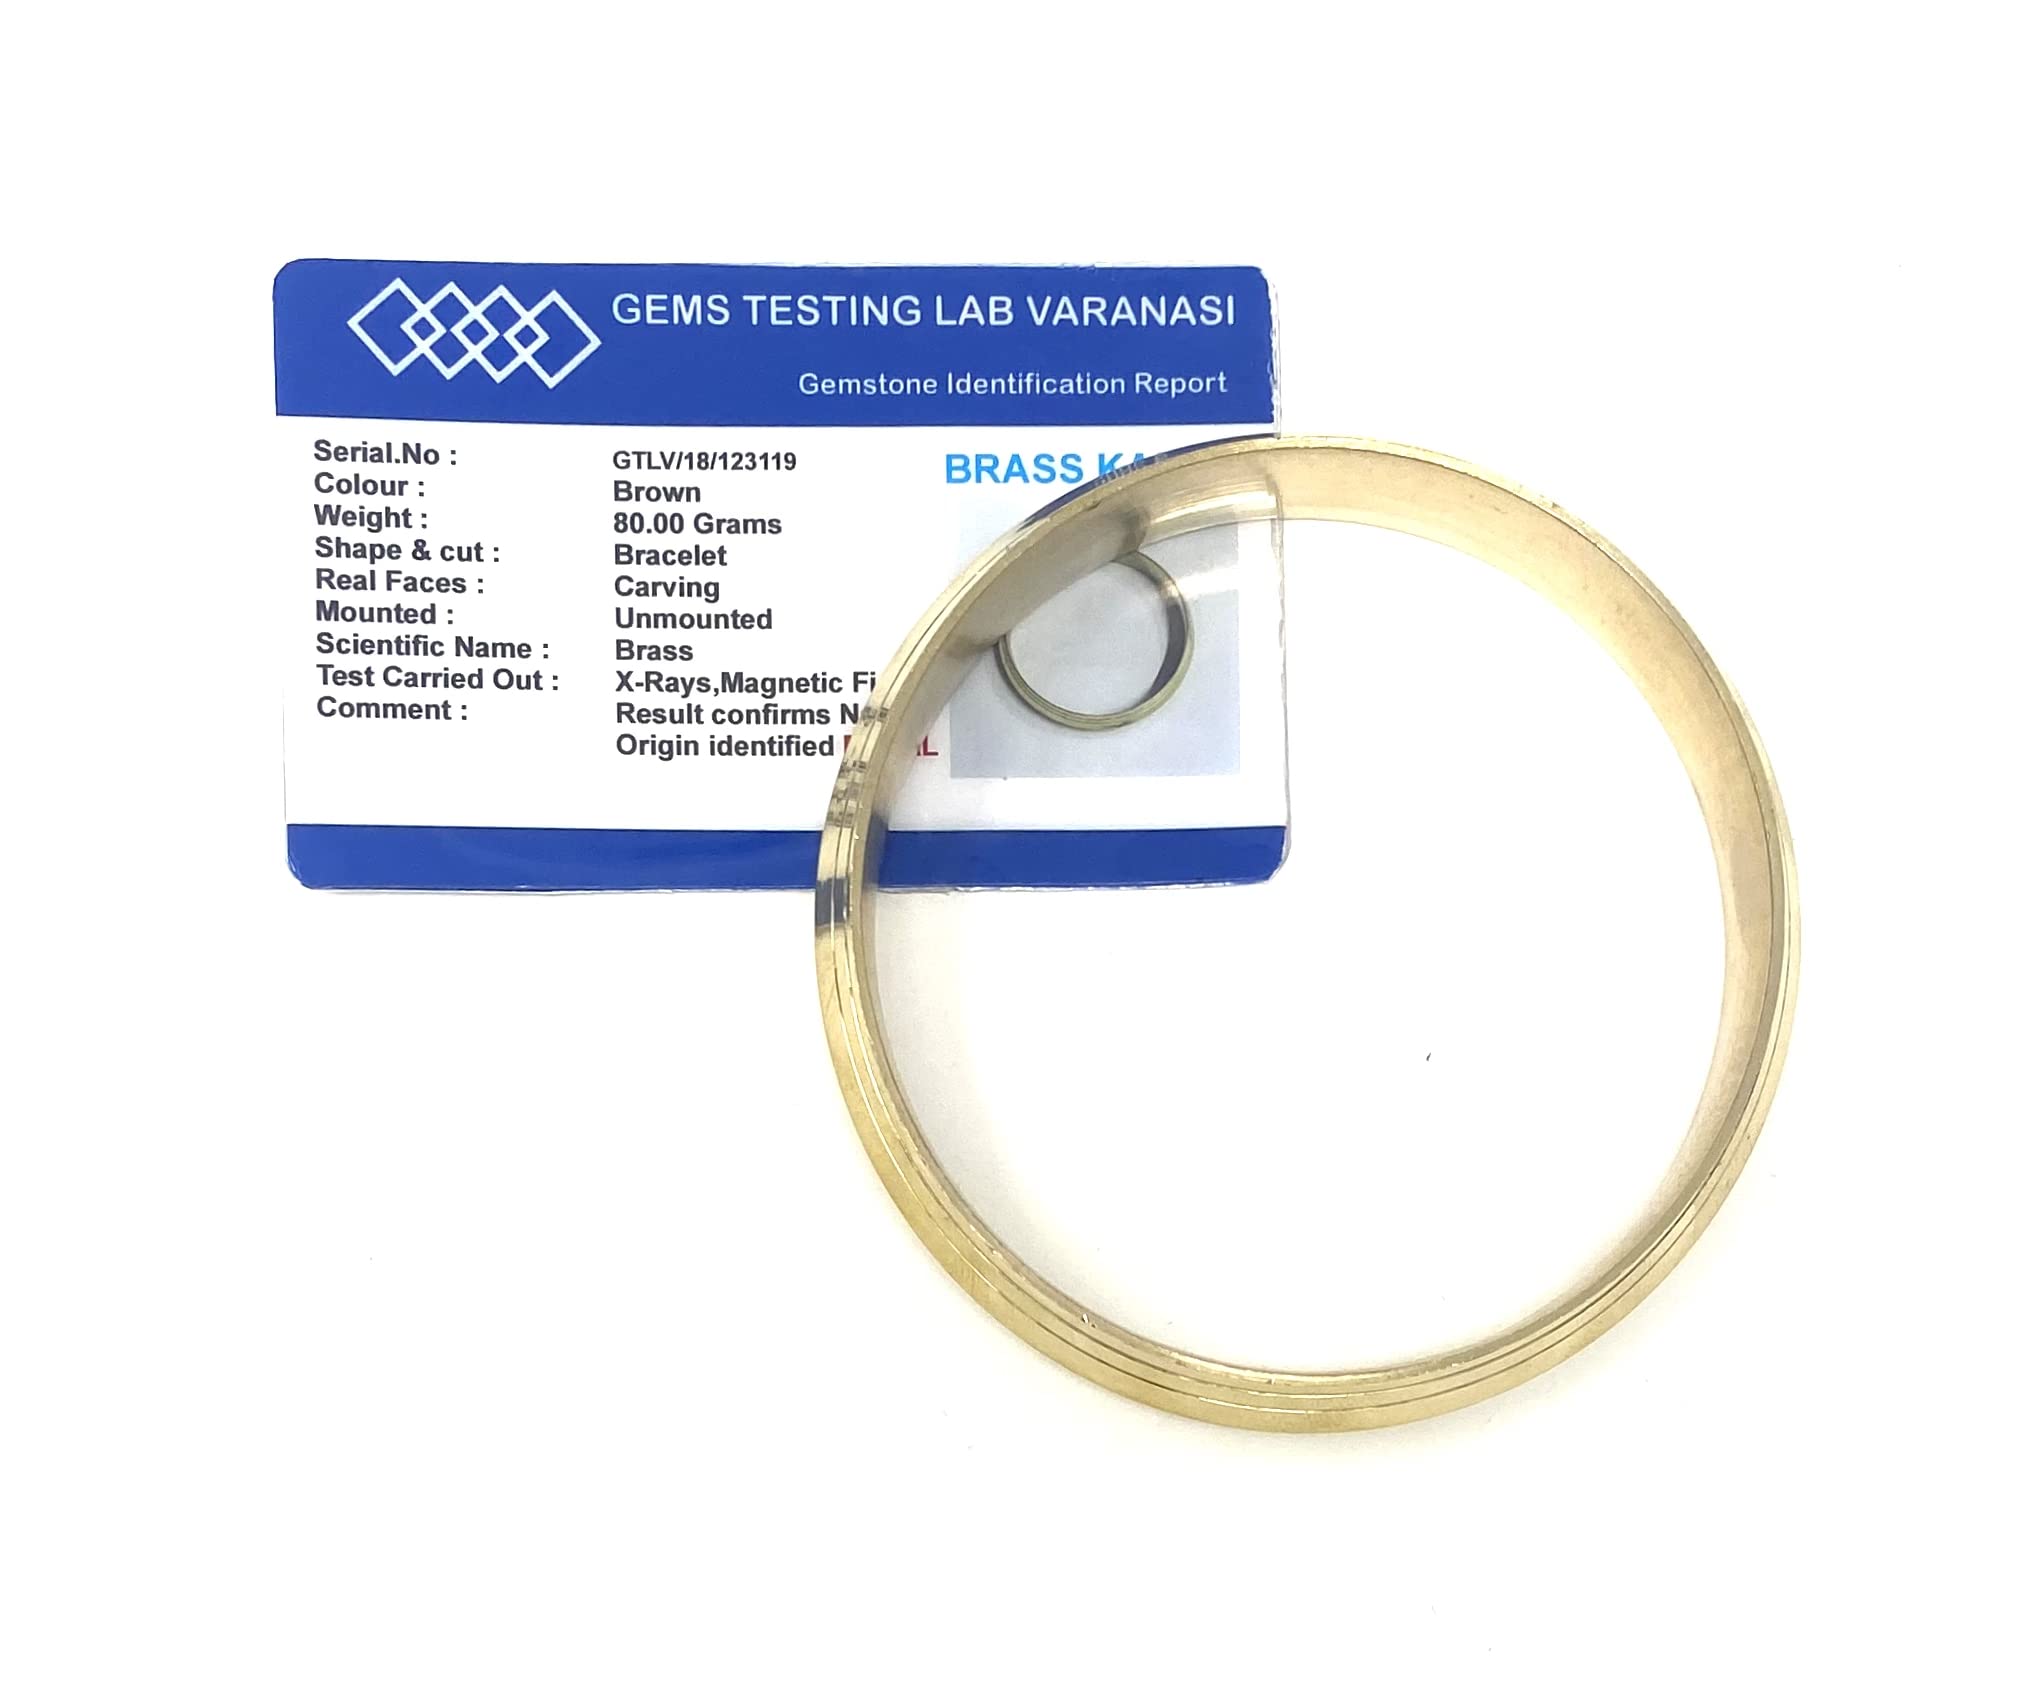 GEMS TESTING LAB VARANASI
Gemstone Identification Report
Serial.No : GTLV/18/123119
Colour : Brown
Weight : 80.00 Grams
Shape & cut : Bracelet
Real Faces : Carving
Mounted : Unmounted
Scientific Name : Brass
Test Carried Out : X-Rays,Magnetic
Comment : Result confirms
Origin identified
BRASS